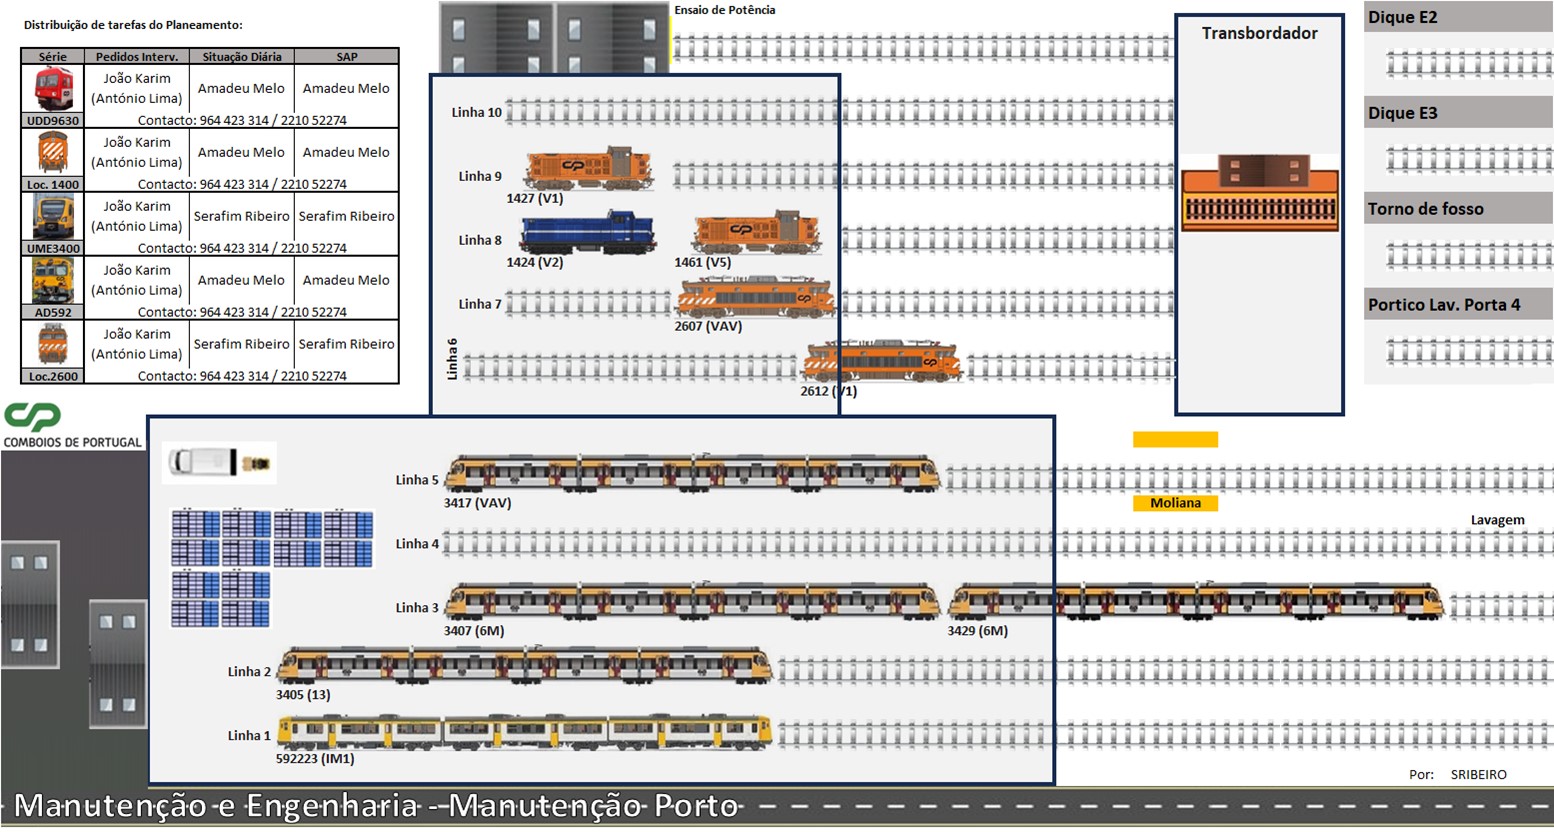 Distribuição de tarefas do Planeamento:
Série Pedidos Interv. Situação Diária SAP
João Karim
(António Lima) Amadeu Melo Amadeu Melo
UDD9630 Contacto: 964 423 314 / 2210 52274
João Karim
(António Lima) Amadeu Melo Amadeu Melo
Loc. 1400 Contacto: 964 423 314 / 2210 52274
João Karim
(António Lima) Serafim Ribeiro Serafim Ribeiro
UME3400 Contacto: 964 423 314 / 2210 52274
João Karim
(António Lima) Amadeu Melo Amadeu Melo
AD592 Contacto: 964 423 314 / 2210 52274
João Karim
(António Lima) Serafim Ribeiro Serafim Ribeiro
Loc.2600 Contacto: 964 423 314 / 2210 52274
CP
COMBOIOS DE PORTUGAL
Ensaio de Potência
Linha 10
Linha 9
1427 (V1)
Linha 8
1424 (V2) 1461 (V5)
Linha 7
2607 (VAV)
Linha 6
2612 (V1)
Transbordador
Dique E2
Dique E3
Torno de fosso
Portico Lav. Porta 4
Linha 5
3417 (VAV)
Moliana
Lavagem
Linha 4
Linha 3
3407 (6M) 3429 (6M)
Linha 2
3405 (13)
Linha 1
592223 (IM1)
Por: SRIBEIRO
Manutenção e Engenharia - Manutenção Porto